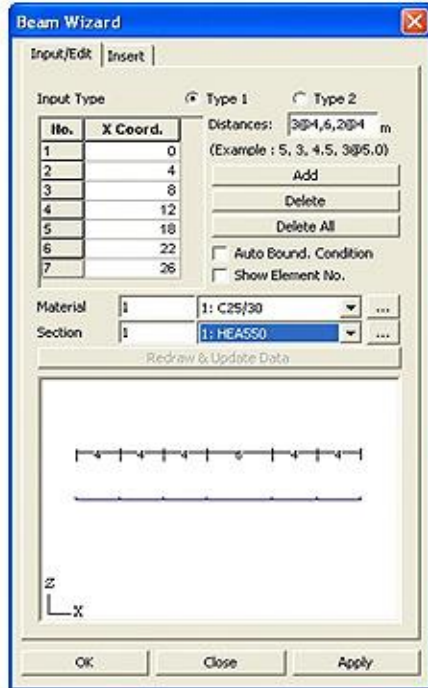 Beam Wizard
Input/Edit Insert
Input Type Type 1 Type 2
No. X Coord.
Distances: 3@4,6,2@4 m
1 0
(Example : 5, 3, 4.5, 3@5.0)
2 4
Add
3 8
Delete
4 12
Delete All
5 18
Auto Bound. Condition
6 22
Show Element No.
7 26
Material 1 1: C25/30 ...
Section 1 1: HEA550 ...
Redraw & Update Data
4 4 4 6 4 4
Z
X
OK Close Apply